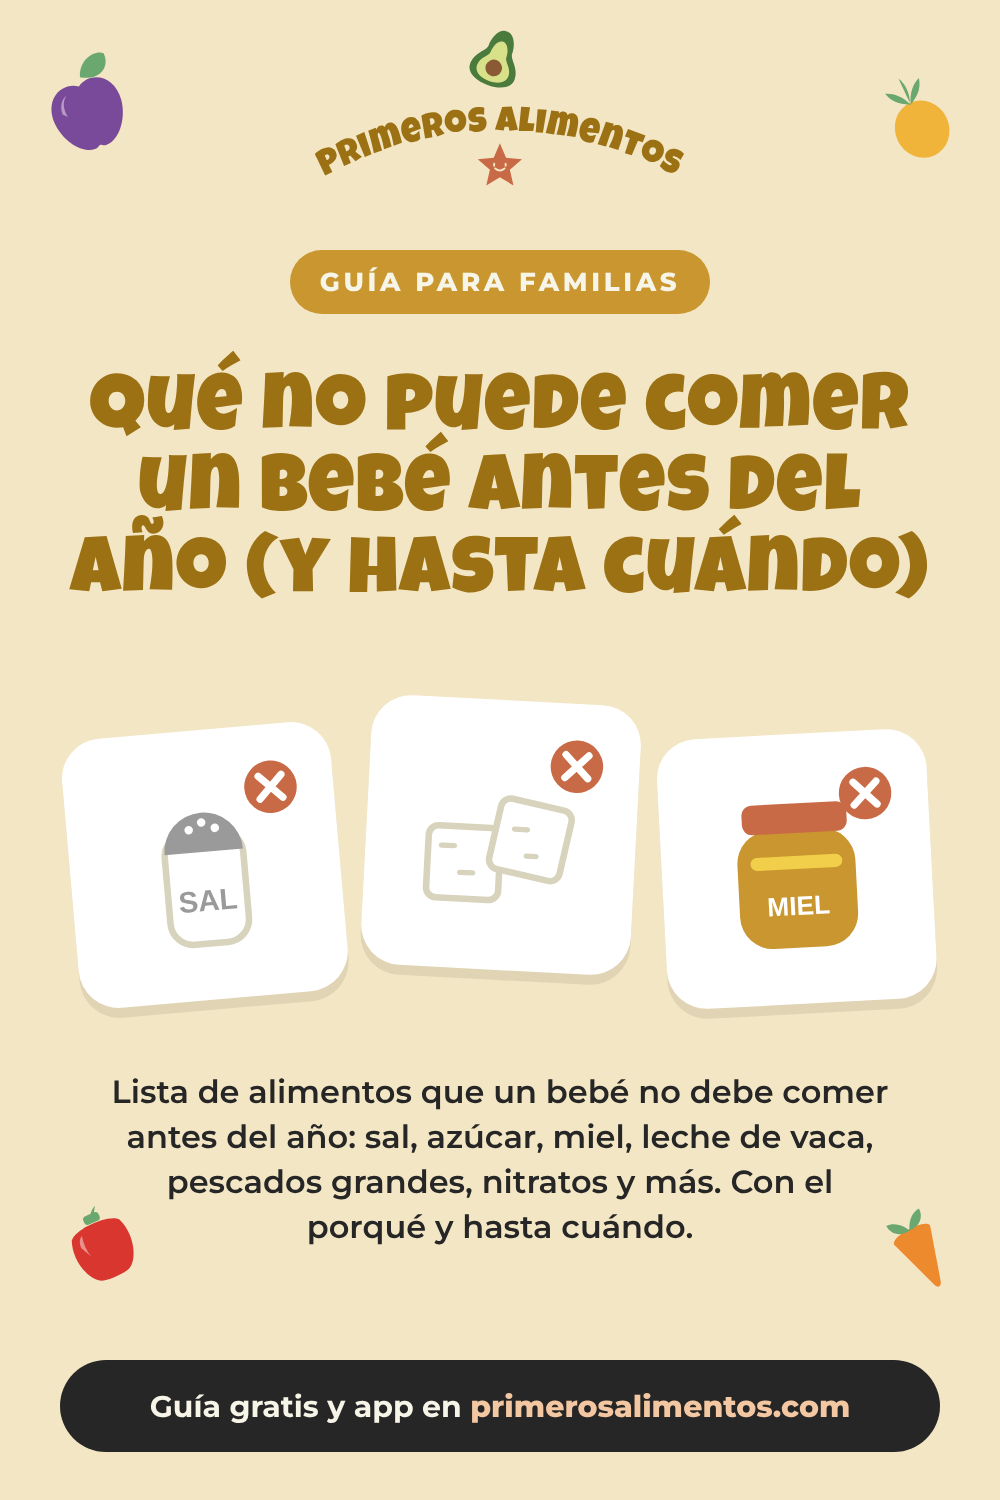 PRIMEROS ALIMENTOS
GUÍA PARA FAMILIAS
QUÉ NO PUEDE COMER
UN BEBÉ ANTES DEL
AÑO (Y HASTA CUÁNDO)
SAL
MIEL
Lista de alimentos que un bebé no debe comer
antes del año: sal, azúcar, miel, leche de vaca,
pescados grandes, nitratos y más. Con el
porqué y hasta cuándo.
Guía gratis y app en primerosalimentos.com